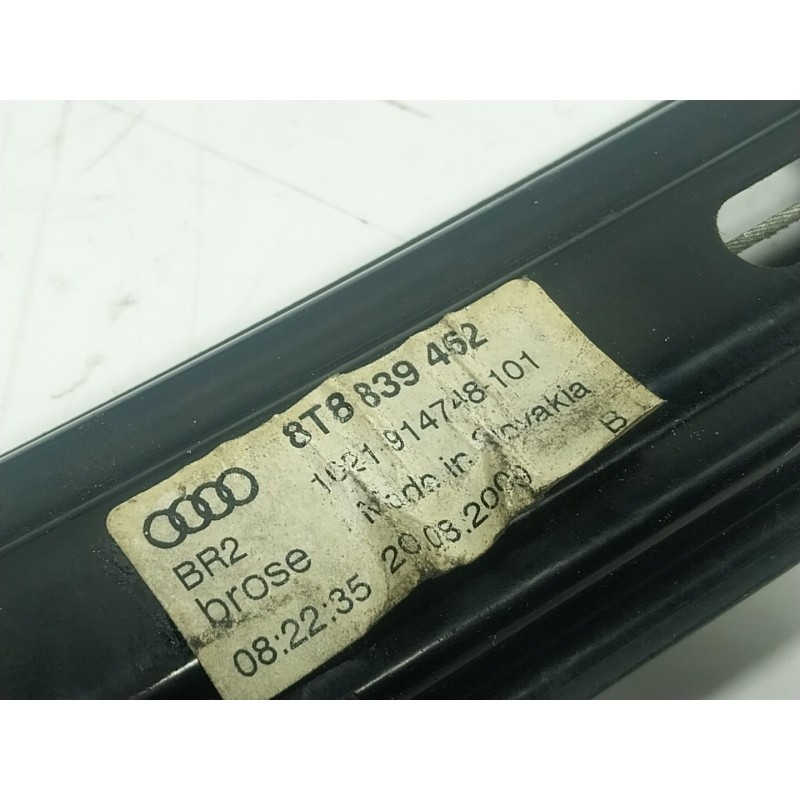 8T8 839 462
1021 914748-101
Made in Slovakia
BR2
brose
B
08:22:35 20.08.2009